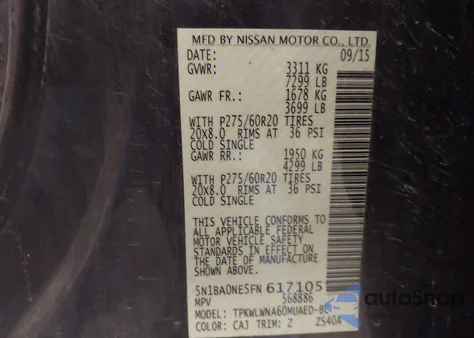 MFD BY NISSAN MOTOR CO., LTD.
DATE: 09/15
GVWR: 3311 KG
7299 LB
GAWR FR.: 1678 KG
3699 LB
WITH P275/60R20 TIRES
20X8.0 RIMS AT 36 PSI
COLD SINGLE
GAWR RR.: 1950 KG
4299 LB
WITH P275/60R20 TIRES
20X8.0 RIMS AT 36 PSI
COLD SINGLE
THIS VEHICLE CONFORMS TO
ALL APPLICABLE FEDERAL
MOTOR VEHICLE SAFETY
STANDARDS IN EFFECT ON
THE DATE OF MANUFACTURE
SHOWN ABOVE.
5N1BA0NE5FN 617105
MPV 568886
MODEL: TPKWLWNA60MUAED-BC
COLOR: CAJ TRIM: Z ZS40A
autoSnap